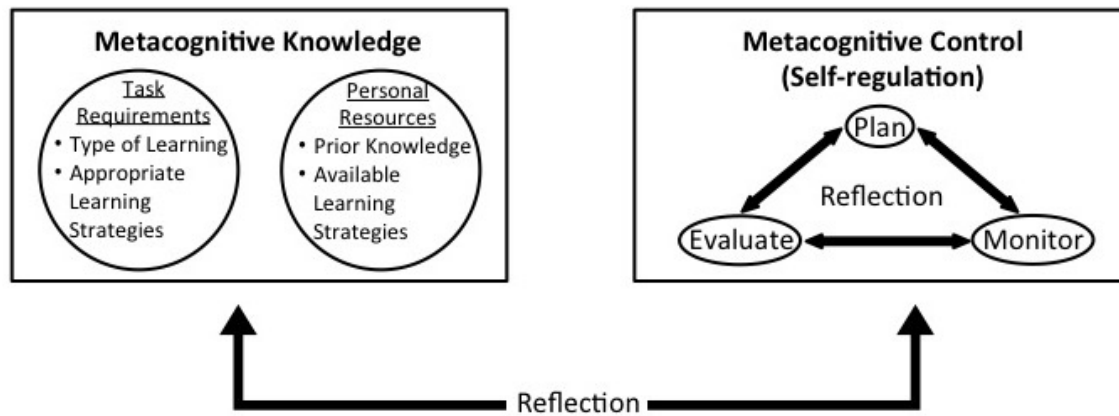 Metacognitive Knowledge
Task
Requirements
• Type of Learning
• Appropriate
Learning
Strategies
Personal
Resources
• Prior Knowledge
• Available
Learning
Strategies
Metacognitive Control
(Self-regulation)
Plan
Reflection
Evaluate
Monitor
Reflection